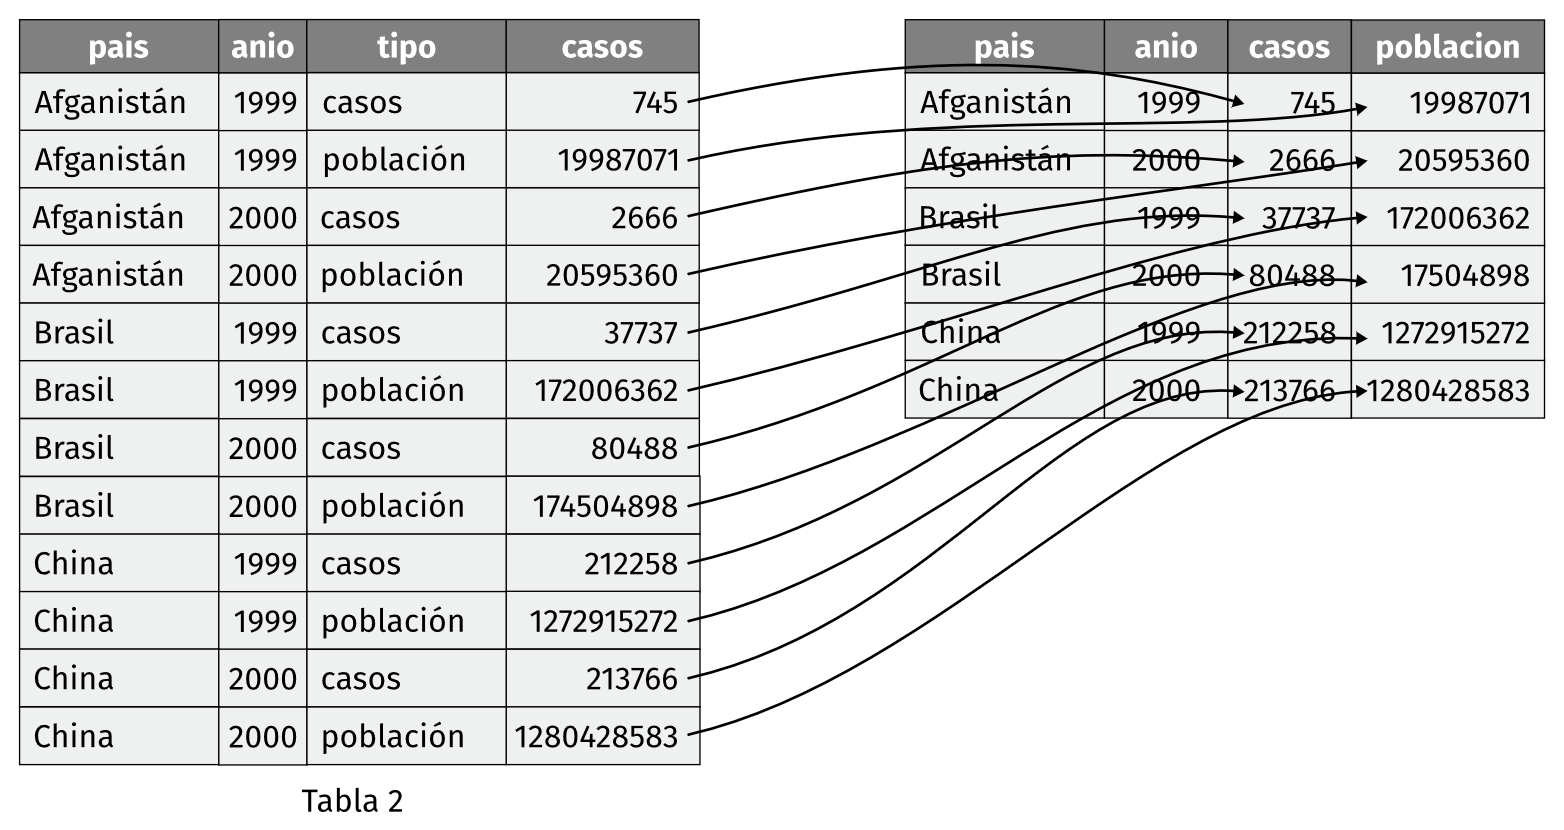 pais anio tipo casos
Afganistán 1999 casos 745
Afganistán 1999 población 19987071
Afganistán 2000 casos 2666
Afganistán 2000 población 20595360
Brasil 1999 casos 37737
Brasil 1999 población 172006362
Brasil 2000 casos 80488
Brasil 2000 población 174504898
China 1999 casos 212258
China 1999 población 1272915272
China 2000 casos 213766
China 2000 población 1280428583
Tabla 2
pais anio casos poblacion
Afganistán 1999 745 19987071
Afganistán 2000 2666 20595360
Brasil 1999 37737 172006362
Brasil 2000 80488 17504898
China 1999 212258 1272915272
China 2000 213766 1280428583